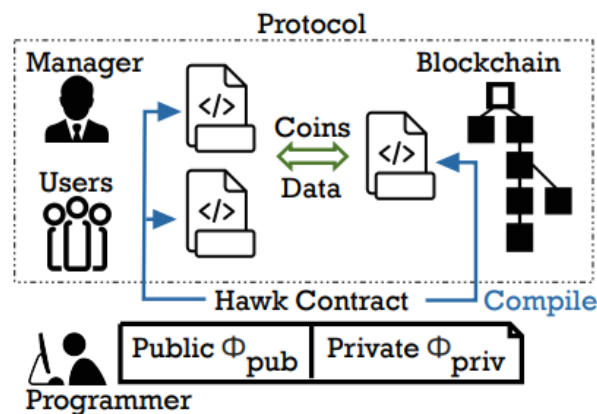 Protocol
Manager
Blockchain
</>
Coins
</>
Users
Data
</>
Hawk Contract
Compile
Public Φpub
Private Φpriv
Programmer